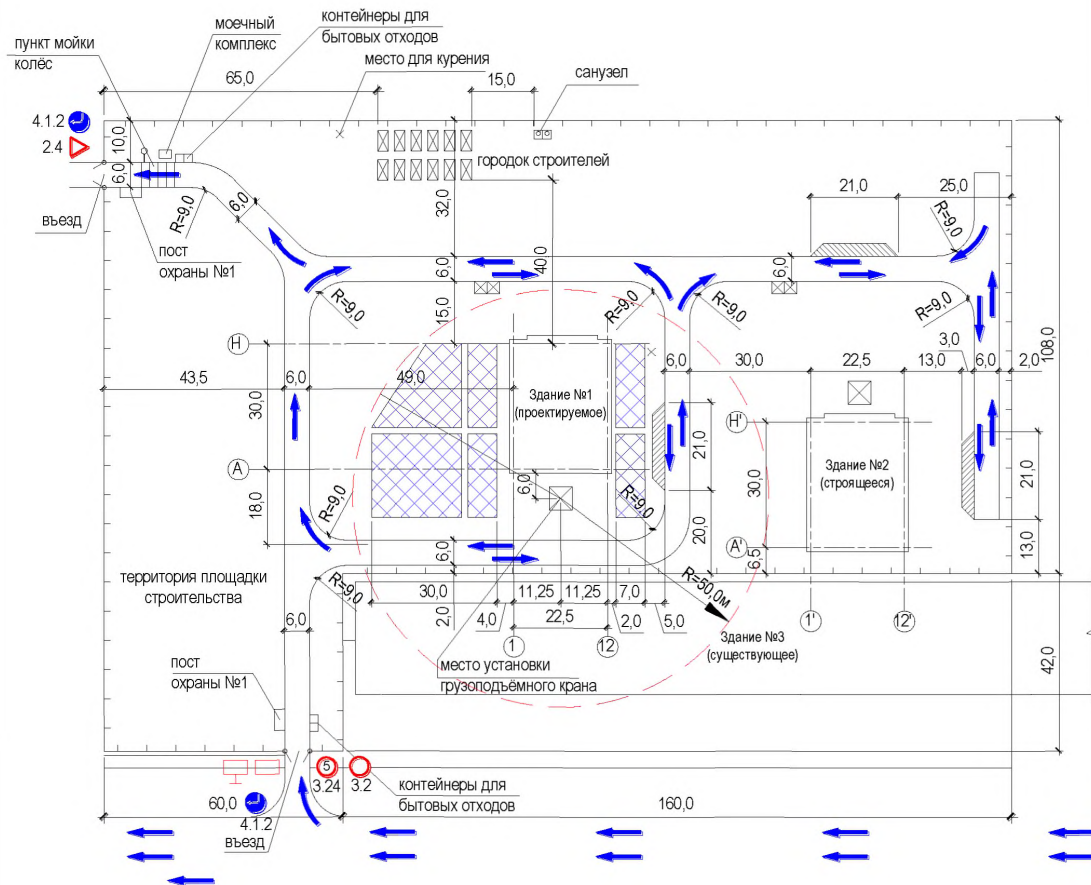 контейнеры для
бытовых отходов
моечный
комплекс
пункт мойки
колёс
место для курения
санузел
65,0
15,0
4.1.2
2.4
10,0
6,0
городок строителей
21,0
25,0
32,0
R=9,0
6,0
R=9,0
въезд
пост
охраны №1
6,0
40,0
6,0
R=9,0
15,0
R=9,0
R=9,0
R=9,0
Н
3,0
108,0
43,5
6,0
49,0
6,0
30,0
22,5
13,0
6,0
2,0
30,0
Здание №1
(проектируемое)
21,0
Н'
А
6,0
30,0
Здание №2
(строящееся)
21,0
18,0
R=9,0
R=9,0
20,0
6,0
А'
6,5
13,0
территория площадки
строительства
R=9,0
R=50,0м
30,0
11,25
11,25
7,0
6,0
2,0
4,0
22,5
2,0
5,0
1
12
1'
12'
Здание №3
(существующее)
42,0
пост
охраны №1
место установки
грузоподъёмного крана
5
3.24
3.2
контейнеры для
бытовых отходов
60,0
160,0
4.1.2
въезд